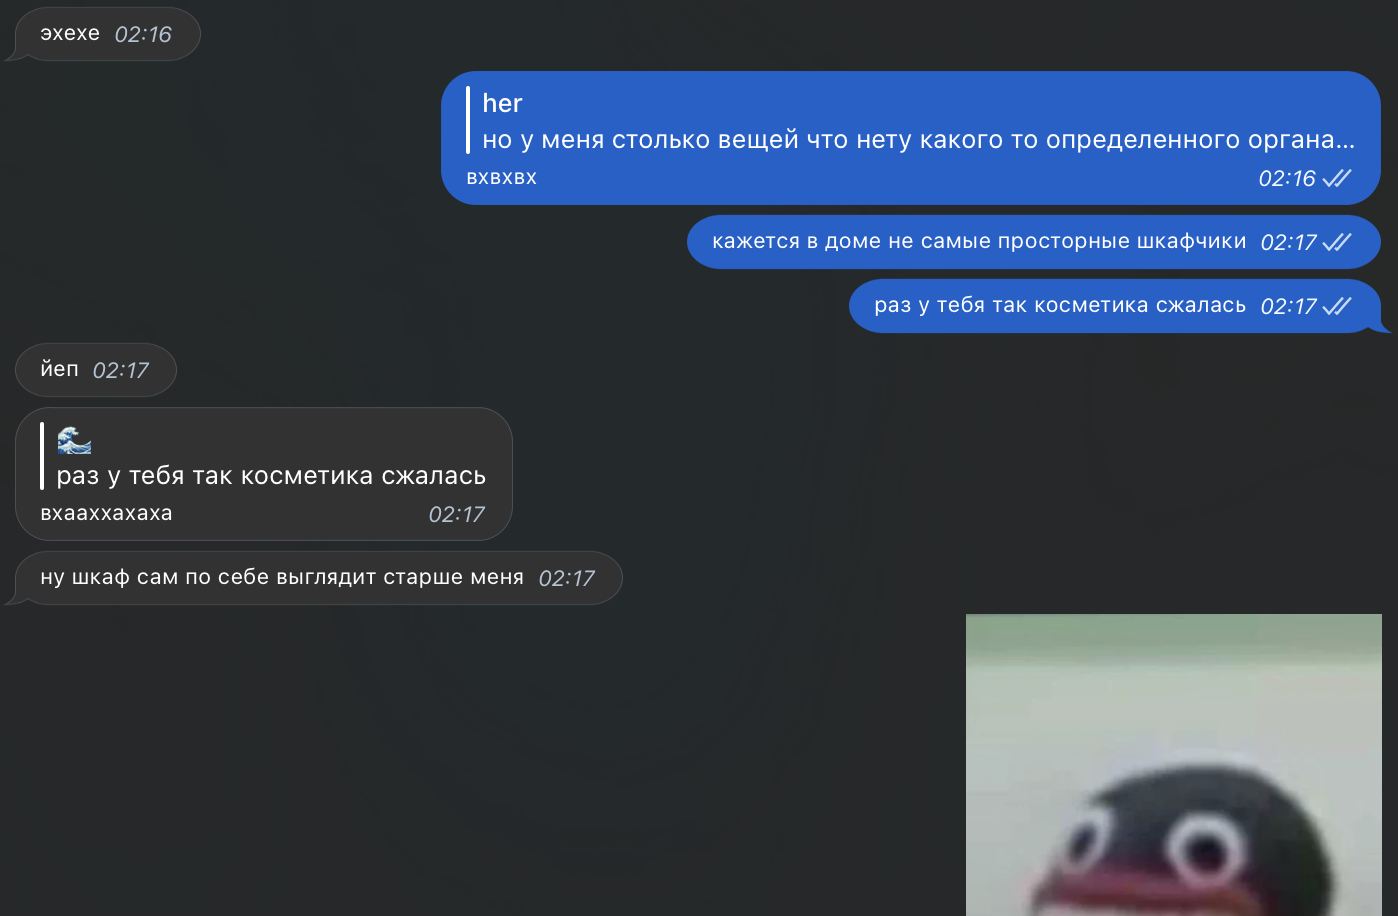 эхехе 02:16
her
но у меня столько вещей что нету какого то определенного органа...
вхвхвх 02:16
кажется в доме не самые просторные шкафчики 02:17
раз у тебя так косметика сжалась 02:17
йеп 02:17
🌊
раз у тебя так косметика сжалась
вхааххахаха 02:17
ну шкаф сам по себе выглядит старше меня 02:17